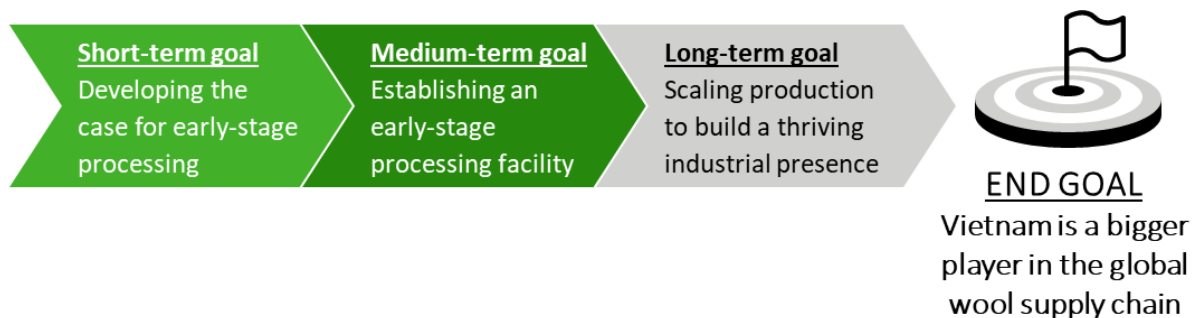 Short-term goal
Developing the
case for early-stage
processing
Medium-term goal
Establishing an
early-stage
processing facility
Long-term goal
Scaling production
to build a thriving
industrial presence
END GOAL
Vietnam is a bigger
player in the global
wool supply chain